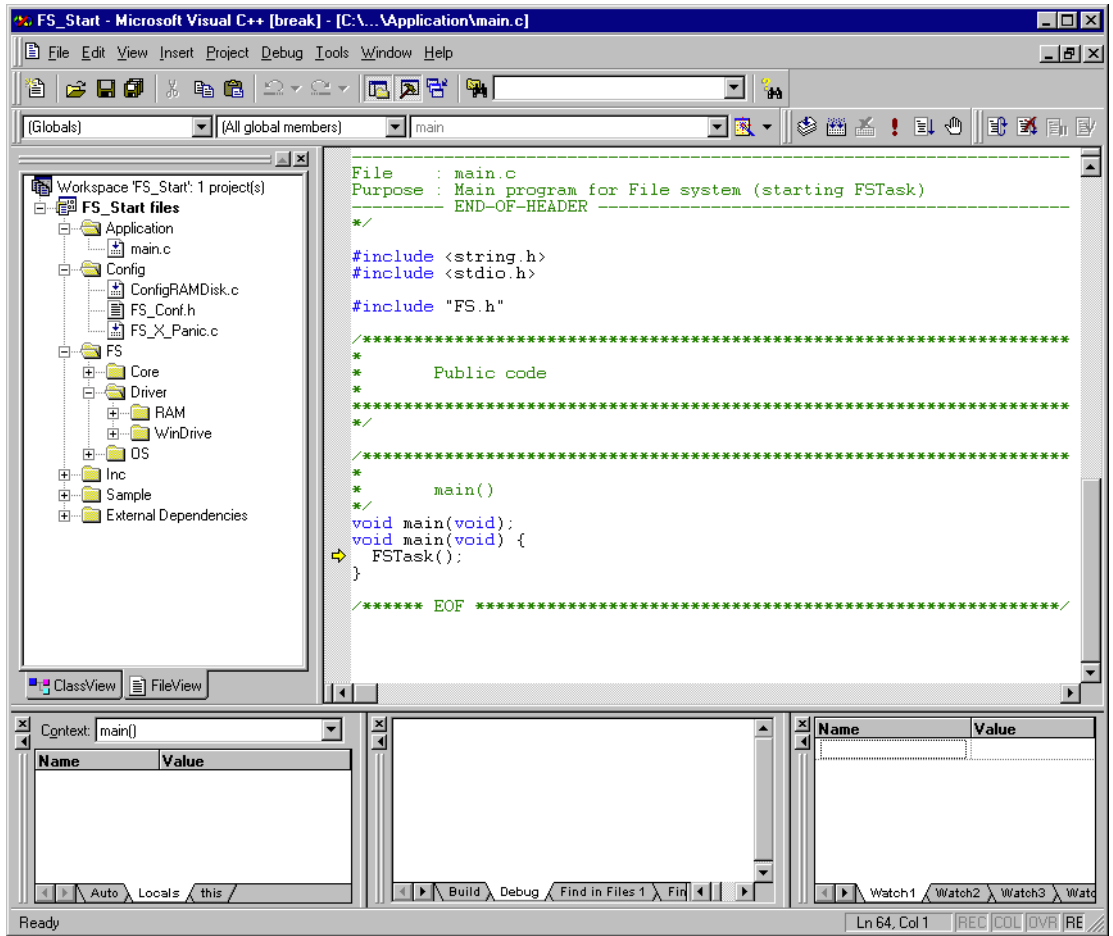 FS_Start - Microsoft Visual C++ [break] - [C:\...\Application\main.c]
File Edit View Insert Project Debug Tools Window Help
(Globals) [All global members) main
Workspace 'FS_Start': 1 project(s)
FS_Start files
Application
main.c
Config
ConfigRAMDisk.c
FS_Conf.h
FS_X_Panic.c
FS
Core
Driver
RAM
WinDrive
OS
Inc
Sample
External Dependencies
ClassView FileView
----------------------------------------------------------------------
File    : main.c
Purpose : Main program for File system (starting FSTask)
--------- END-OF-HEADER ----------------------------------------------
*/
#include <string.h>
#include <stdio.h>
#include "FS.h"
/*********************************************************************
*
*       Public code
*
**********************************************************************
*/
/*********************************************************************
*
*       main()
*/
void main(void);
void main(void) {
  FSTask();
}
/****** EOF *********************************************************/
Context: main()
Name Value
Auto Locals this
Build Debug Find in Files 1 Fin
Name Value
Watch1 Watch2 Watch3 Watc
Ready Ln 64, Col 1 REC COL OVR RE